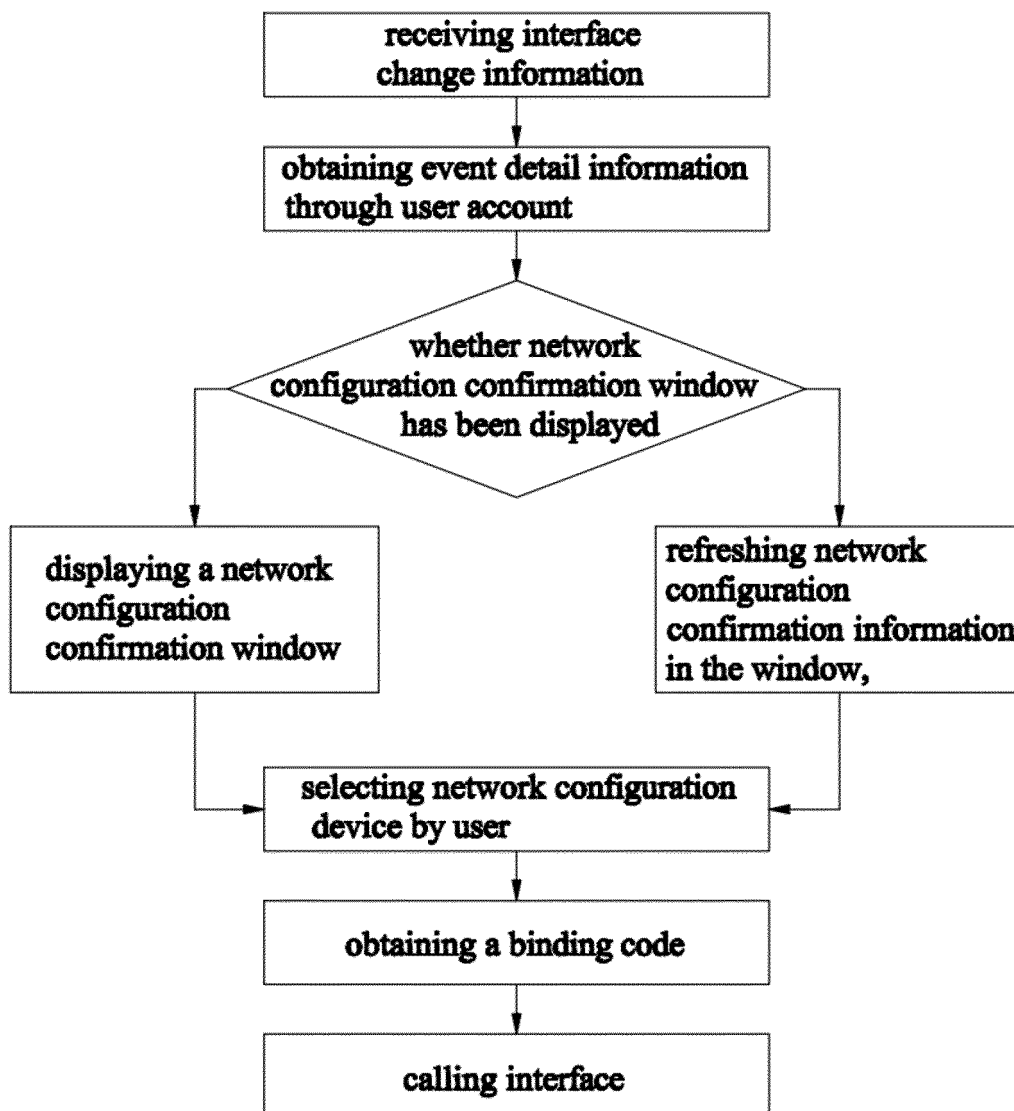 receiving interface
change information
obtaining event detail information
through user account
whether network
configuration confirmation window
has been displayed
displaying a network
configuration
confirmation window
refreshing network
configuration
confirmation information
in the window,
selecting network configuration
device by user
obtaining a binding code
calling interface